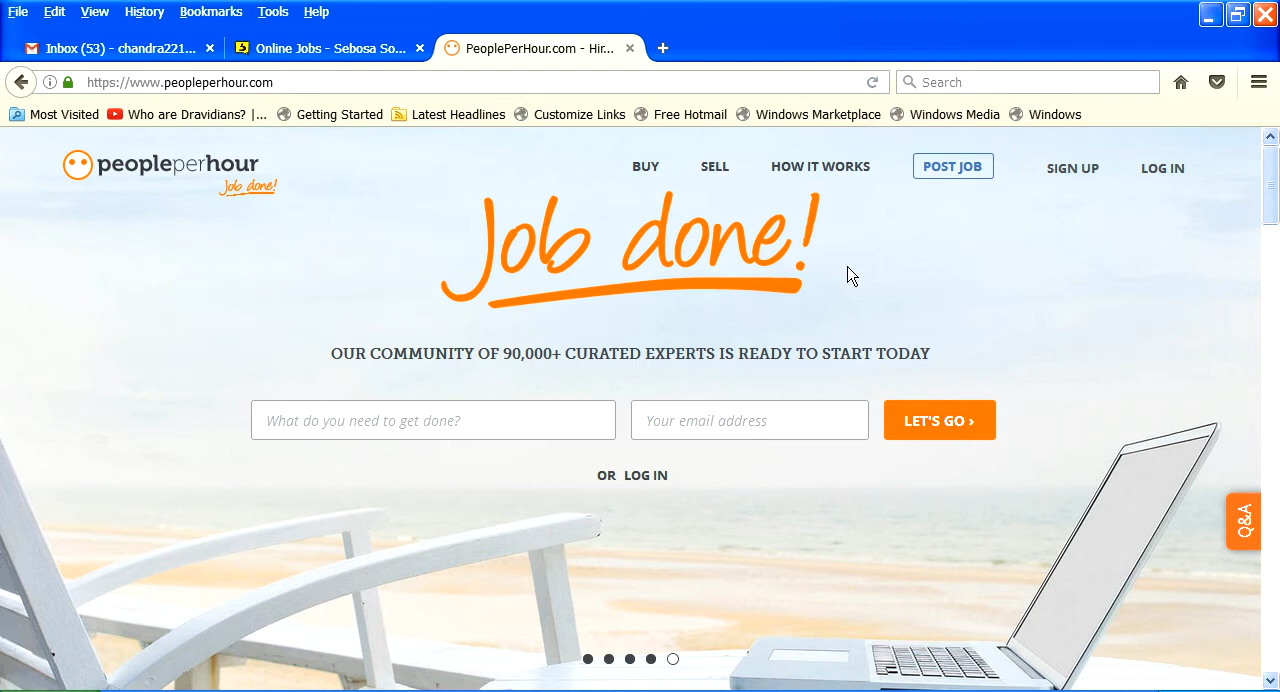 File Edit View History Bookmarks Tools Help
Inbox (53) - chandra221... Online Jobs - Sebosa So... PeoplePerHour.com - Hir...
https://www.peopleperhour.com Search
Most Visited Who are Dravidians? |... Getting Started Latest Headlines Customize Links Free Hotmail Windows Marketplace Windows Media Windows
peopleperhour BUY SELL HOW IT WORKS POST JOB SIGN UP LOG IN
Job done!
Job done!
OUR COMMUNITY OF 90,000+ CURATED EXPERTS IS READY TO START TODAY
What do you need to get done? Your email address LET'S GO ›
OR LOG IN
Q&A